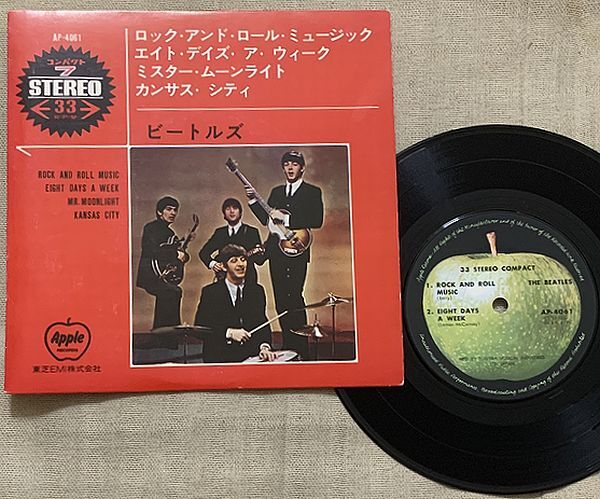 AP-4061
コンパクト
7
STEREO
33
ロック・アンド・ロール・ミュージック
エイト・デイズ・ア・ウィーク
ミスター・ムーンライト
カンサス・シティ
ビートルズ
ROCK AND ROLL MUSIC
EIGHT DAYS A WEEK
MR. MOONLIGHT
KANSAS CITY
Apple
RECORDS
東芝EMI株式会社
33 STEREO COMPACT
1. ROCK AND ROLL
MUSIC
(Berry)
THE BEATLES
2. EIGHT DAYS
A WEEK
(Lennon-McCartney)
AP-4061